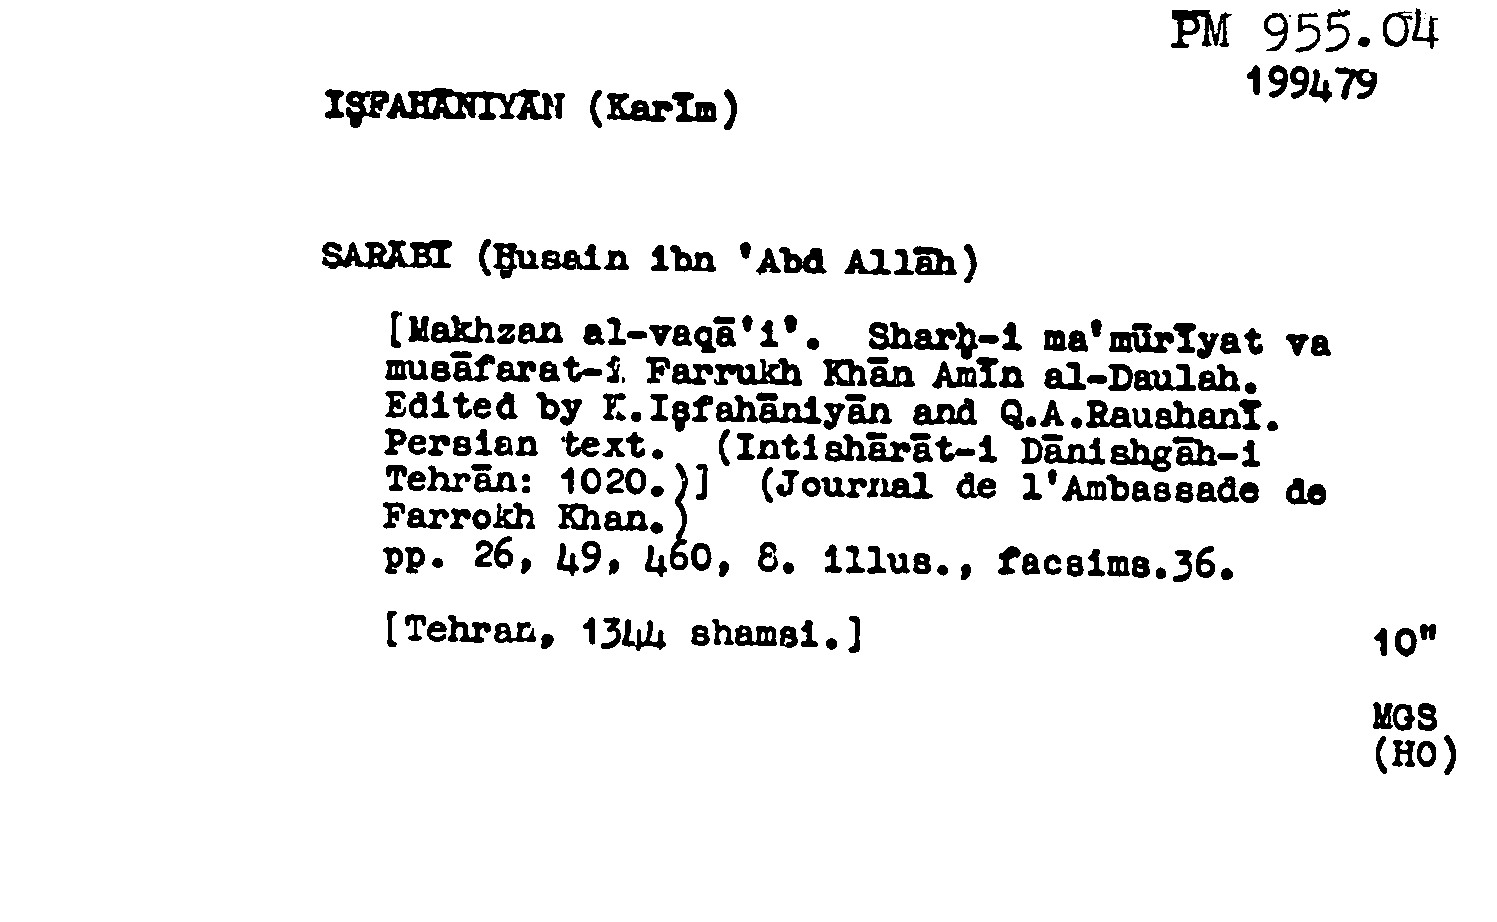 PM 955.04
199479
IṢFAHĀNIYĀN (Karīm)
SARĀBĪ (Ḥusain ibn 'Abd Allāh)
[Makhzan al-vaqā'i'. Sharḥ-i ma'mūrīyat va
musāfarat-i Farrukh Khān Amīn al-Daulah.
Edited by K.Iṣfahāniyān and Q.A.Raushanī.
Persian text. (Intishārāt-i Dānishgāh-i
Tehrān: 1020.)] (Journal de l'Ambassade de
Farrokh Khan.)
pp. 26, 49, 460, 8. illus., facsims.36.
[Tehran, 1344 shamsi.]
10"
MGS
(HO)